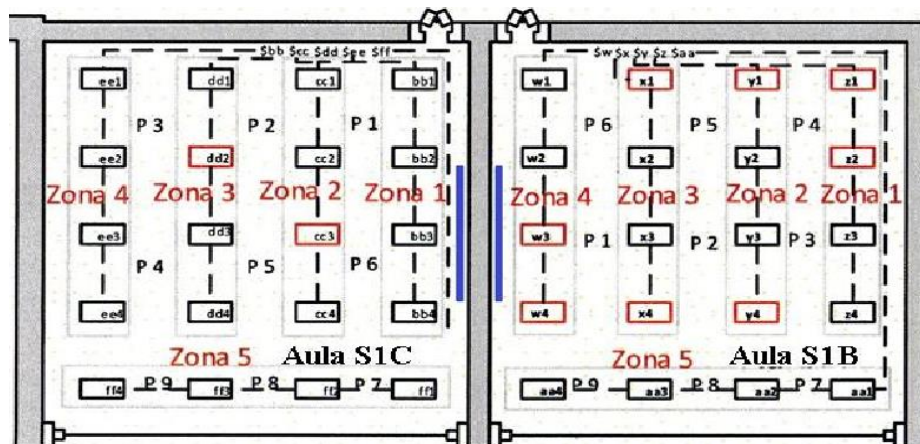 $bb $cc $dd $ee $ff
$w $x $y $z $aa
ee1 dd1 cc1 bb1 w1 x1 y1 z1
P 3 P 2 P 1 P 6 P 5 P 4
ee2 dd2 cc2 bb2 w2 x2 y2 z2
Zona 4 Zona 3 Zona 2 Zona 1 Zona 4 Zona 3 Zona 2 Zona 1
ee3 dd3 cc3 bb3 w3 x3 y3 z3
P 4 P 5 P 6 P 1 P 2 P 3
ee4 dd4 cc4 bb4 w4 x4 y4 z4
Zona 5 Aula S1C Zona 5 Aula S1B
ff4 P 9 ff3 P 8 ff2 P 7 ff1 aa4 P 9 aa3 P 8 aa2 P 7 aa1